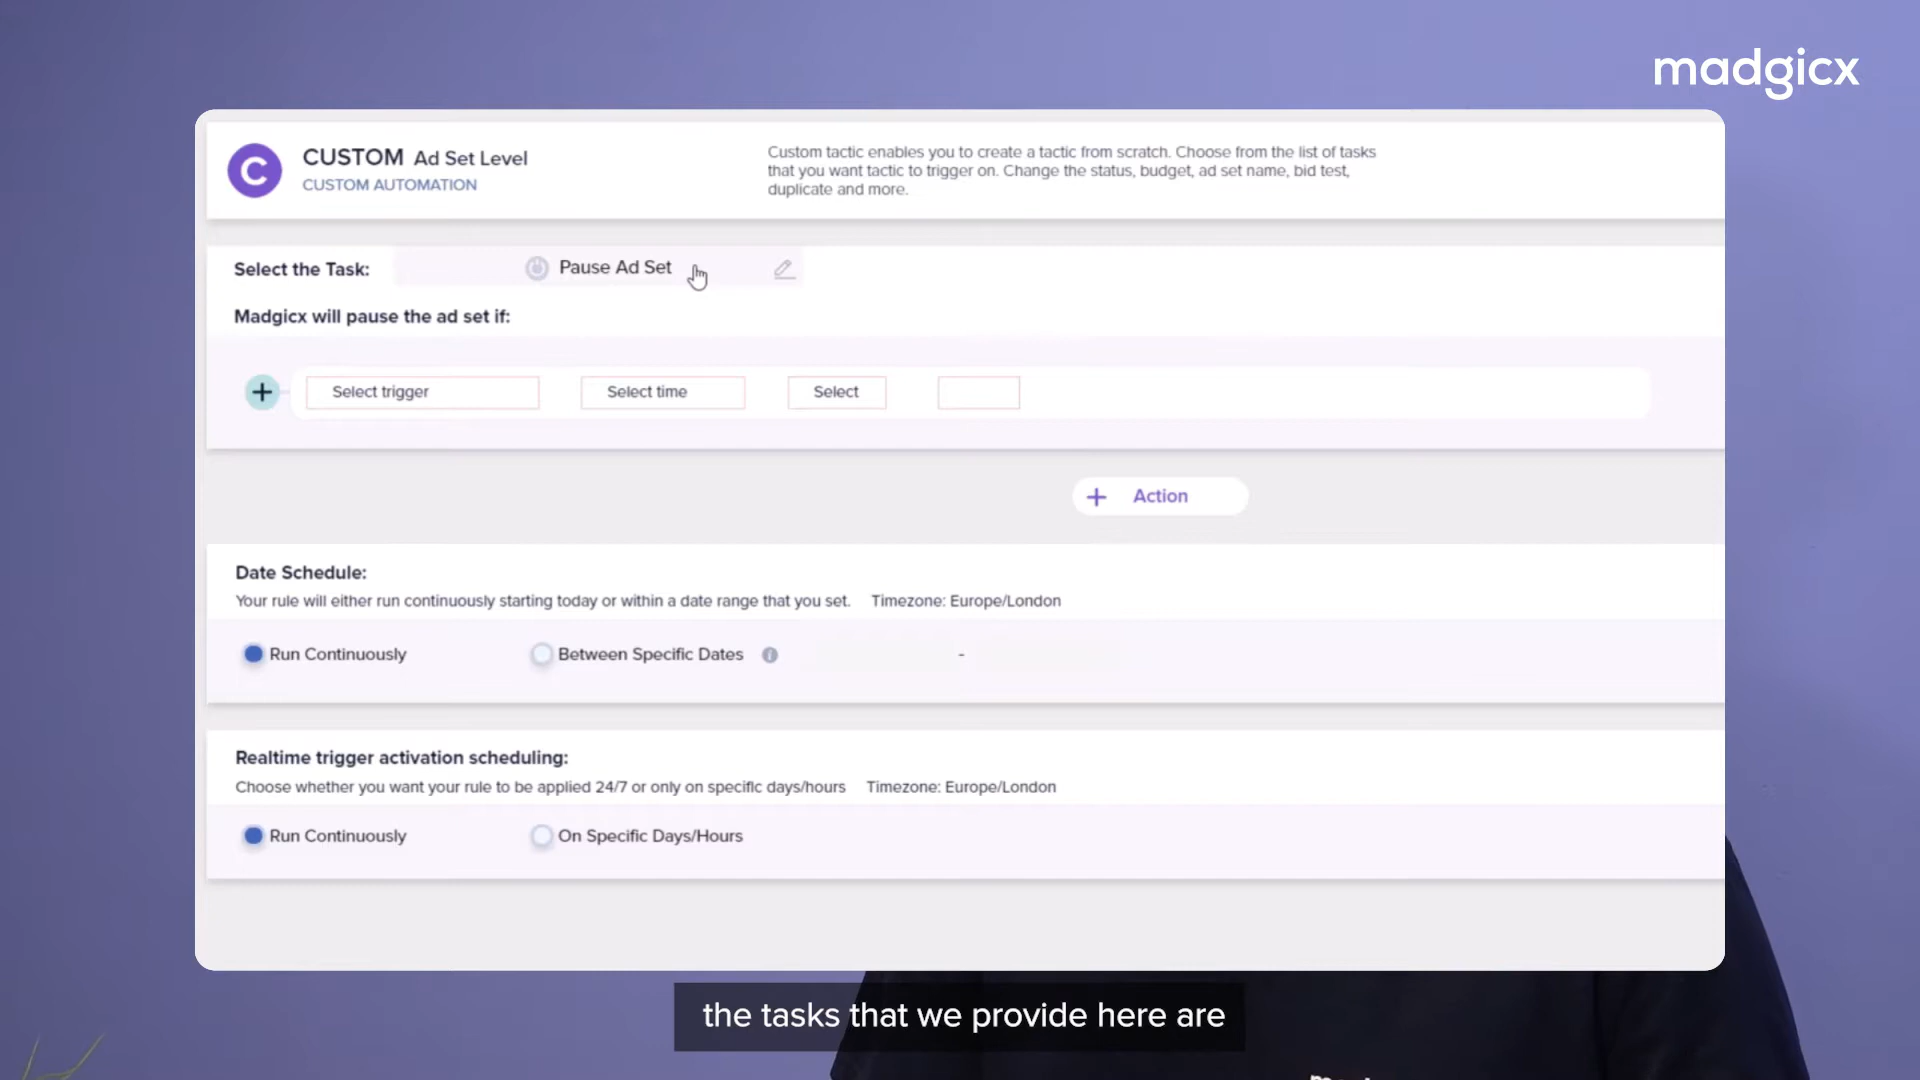 madgicx
C
CUSTOM Ad Set Level
CUSTOM AUTOMATION
Custom tactic enables you to create a tactic from scratch. Choose from the list of tasks
that you want tactic to trigger on. Change the status, budget, ad set name, bid test,
duplicate and more.
Select the Task: Pause Ad Set
Madgicx will pause the ad set if:
+ Select trigger Select time Select
+ Action
Date Schedule:
Your rule will either run continuously starting today or within a date range that you set. Timezone: Europe/London
Run Continuously Between Specific Dates i -
Realtime trigger activation scheduling:
Choose whether you want your rule to be applied 24/7 or only on specific days/hours Timezone: Europe/London
Run Continuously On Specific Days/Hours
the tasks that we provide here are